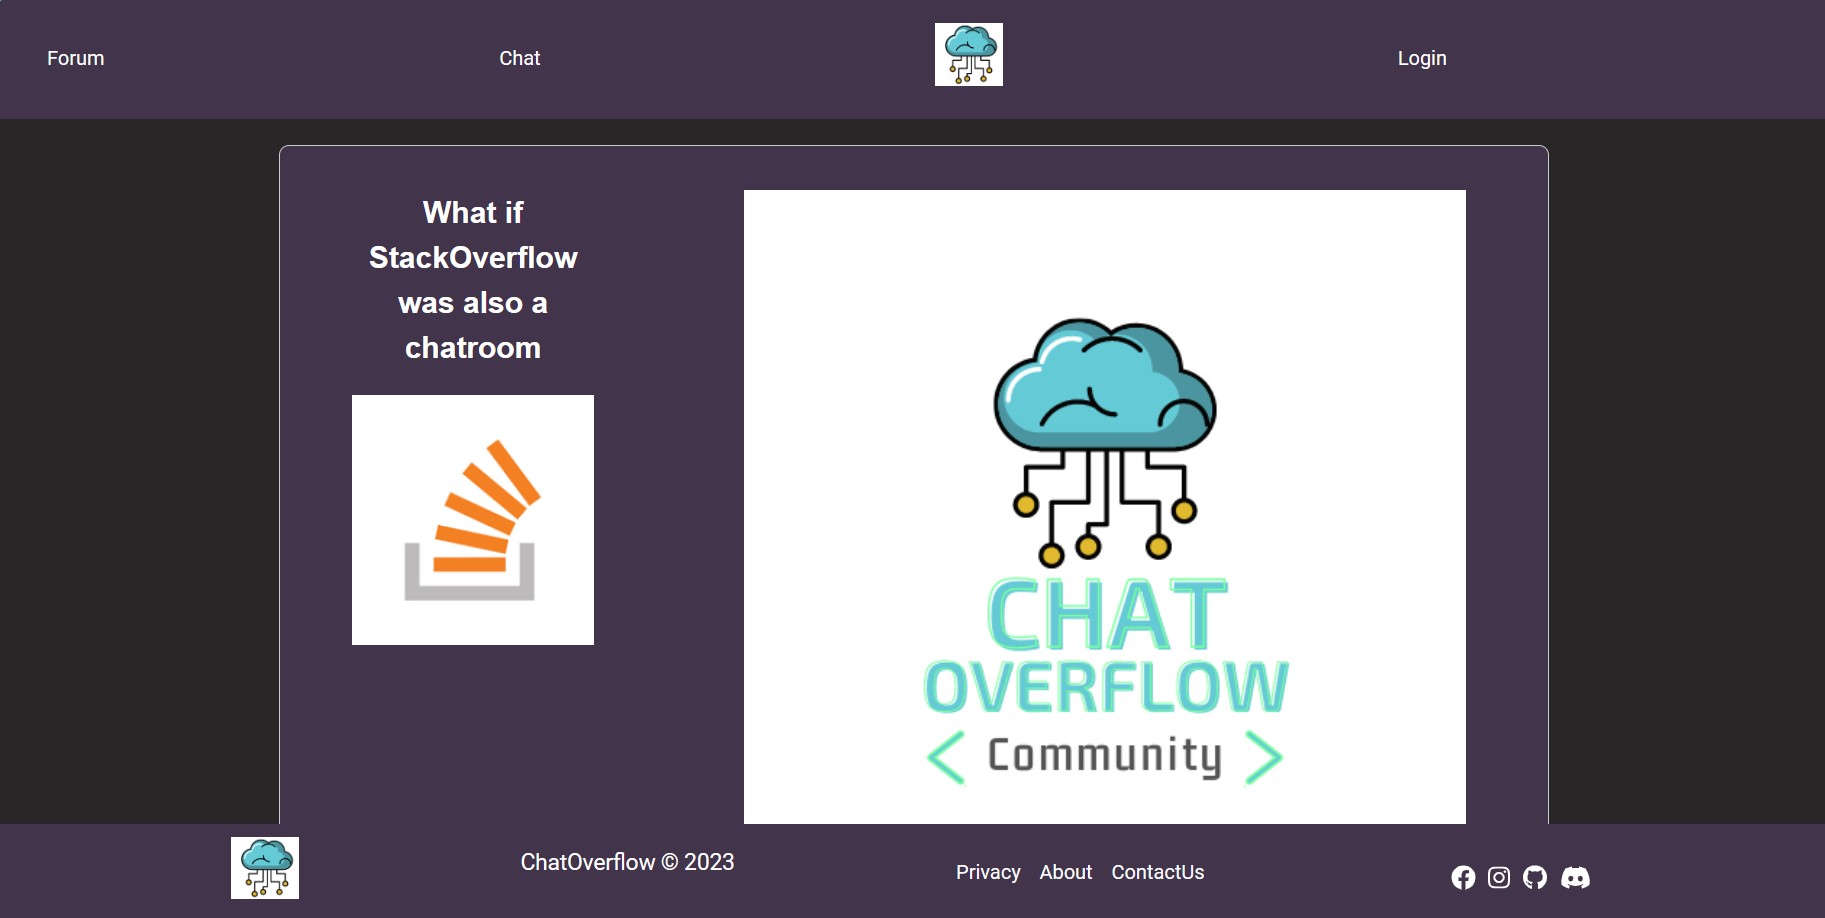 Forum
Chat
Login
What if
StackOverflow
was also a
chatroom
CHAT
OVERFLOW
< Community >
ChatOverflow © 2023
Privacy About ContactUs